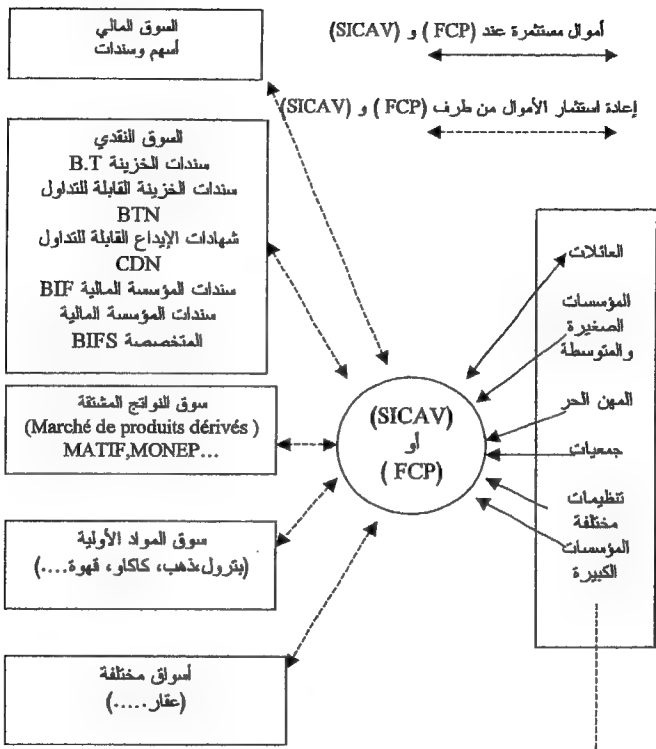 السوق المالي
أسهم وسندات
أموال مستثمرة عند (FCP ) و (SICAV)
إعادة استثمار الأموال من طرف (FCP ) و (SICAV)
السوق النقدي
سندات الخزينة B.T
سندات الخزينة القابلة للتداول
BTN
شهادات الإيداع القابلة للتداول
CDN
سندات المؤسسة المالية BIF
سندات المؤسسة المالية
المتخصصة BIFS
سوق النواتج المشتقة
(Marché de produits dérivés )
MATIF,MONEP…
سوق المواد الأولية
(بترول،ذهب، كاكاو، قهوة....)
أسواق مختلفة
(عقار.....)
(SICAV)
أو
( FCP)
العائلات
المؤسسات
الصغيرة
والمتوسطة
المهن الحر
جمعيات
تنظيمات
مختلفة
المؤسسات
الكبيرة